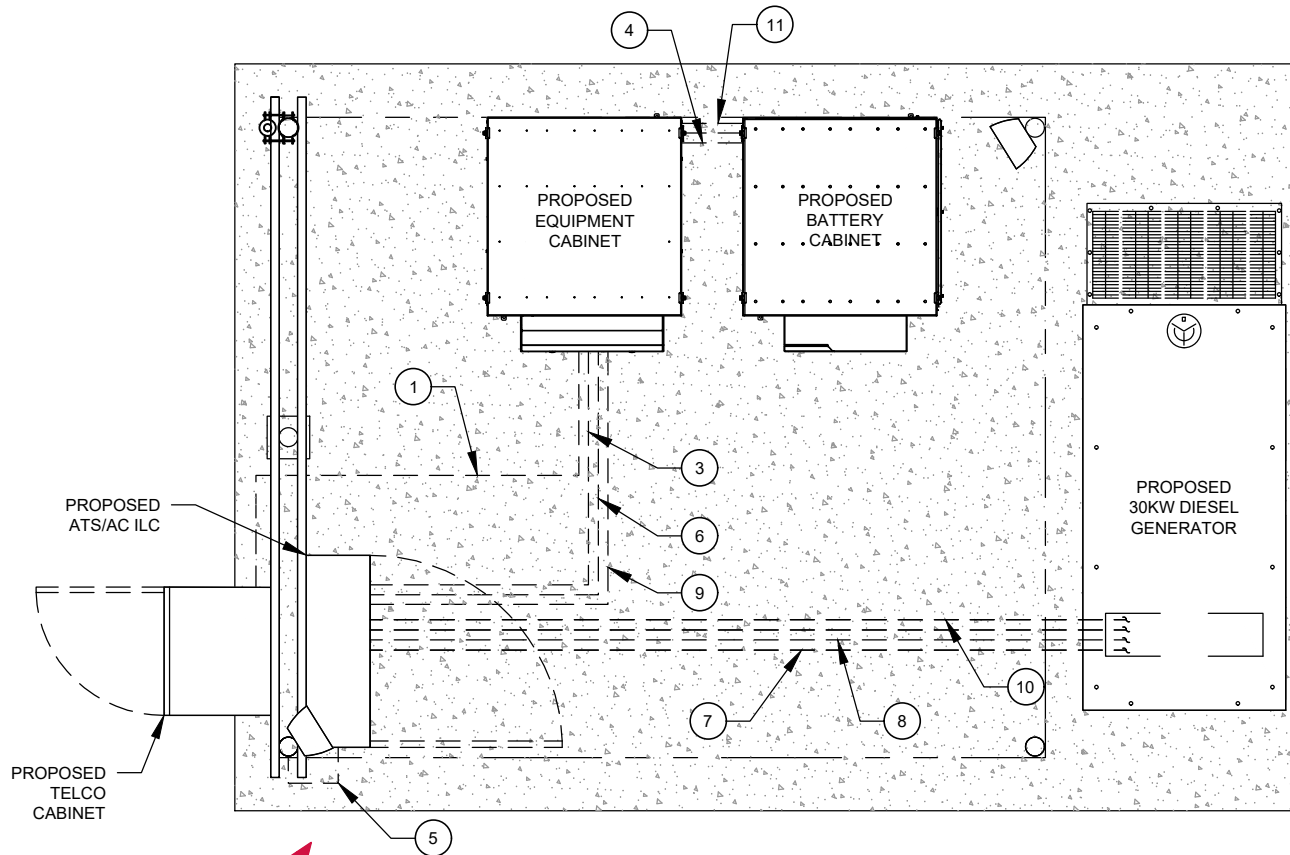 4
11
PROPOSED
EQUIPMENT
CABINET
PROPOSED
BATTERY
CABINET
1
3
PROPOSED
ATS/AC ILC
PROPOSED
30KW DIESEL
GENERATOR
6
9
10
7
8
PROPOSED
TELCO
CABINET
5